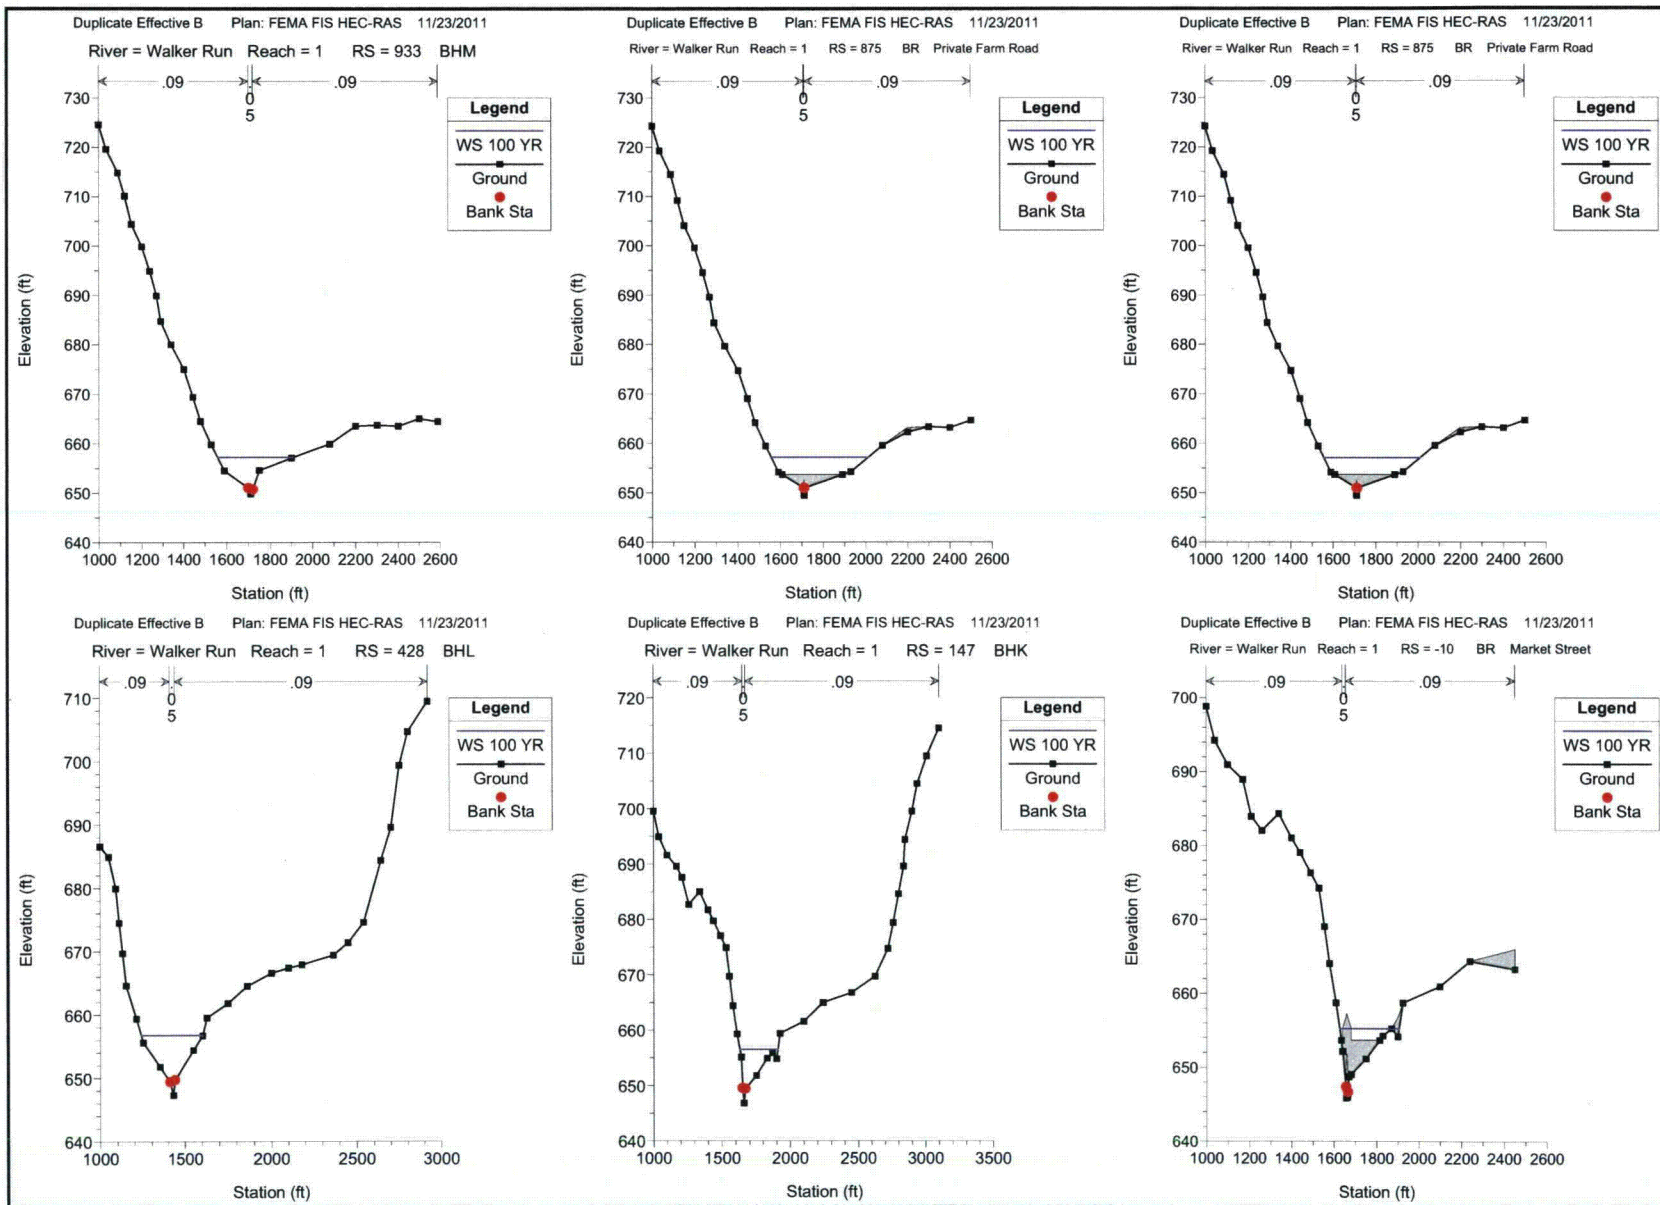 Duplicate Effective B Plan: FEMA FIS HEC-RAS 11/23/2011
River = Walker Run Reach = 1 RS = 933 BHM
.09 .09
.
0
5
Legend
WS 100 YR
Ground
Bank Sta
Elevation (ft)
730
720
710
700
690
680
670
660
650
640
1000 1200 1400 1600 1800 2000 2200 2400 2600
Station (ft)
Duplicate Effective B Plan: FEMA FIS HEC-RAS 11/23/2011
River = Walker Run Reach = 1 RS = 875 BR Private Farm Road
.09 .09
.
0
5
Legend
WS 100 YR
Ground
Bank Sta
Elevation (ft)
730
720
710
700
690
680
670
660
650
640
1000 1200 1400 1600 1800 2000 2200 2400 2600
Station (ft)
Duplicate Effective B Plan: FEMA FIS HEC-RAS 11/23/2011
River = Walker Run Reach = 1 RS = 875 BR Private Farm Road
.09 .09
.
0
5
Legend
WS 100 YR
Ground
Bank Sta
Elevation (ft)
730
720
710
700
690
680
670
660
650
640
1000 1200 1400 1600 1800 2000 2200 2400 2600
Station (ft)
Duplicate Effective B Plan: FEMA FIS HEC-RAS 11/23/2011
River = Walker Run Reach = 1 RS = 428 BHL
.09 .09
.
0
5
Legend
WS 100 YR
Ground
Bank Sta
Elevation (ft)
710
700
690
680
670
660
650
640
1000 1500 2000 2500 3000
Station (ft)
Duplicate Effective B Plan: FEMA FIS HEC-RAS 11/23/2011
River = Walker Run Reach = 1 RS = 147 BHK
.09 .09
.
0
5
Legend
WS 100 YR
Ground
Bank Sta
Elevation (ft)
720
710
700
690
680
670
660
650
640
1000 1500 2000 2500 3000 3500
Station (ft)
Duplicate Effective B Plan: FEMA FIS HEC-RAS 11/23/2011
River = Walker Run Reach = 1 RS = -10 BR Market Street
.09 .09
.
0
5
Legend
WS 100 YR
Ground
Bank Sta
Elevation (ft)
700
690
680
670
660
650
640
1000 1200 1400 1600 1800 2000 2200 2400 2600
Station (ft)